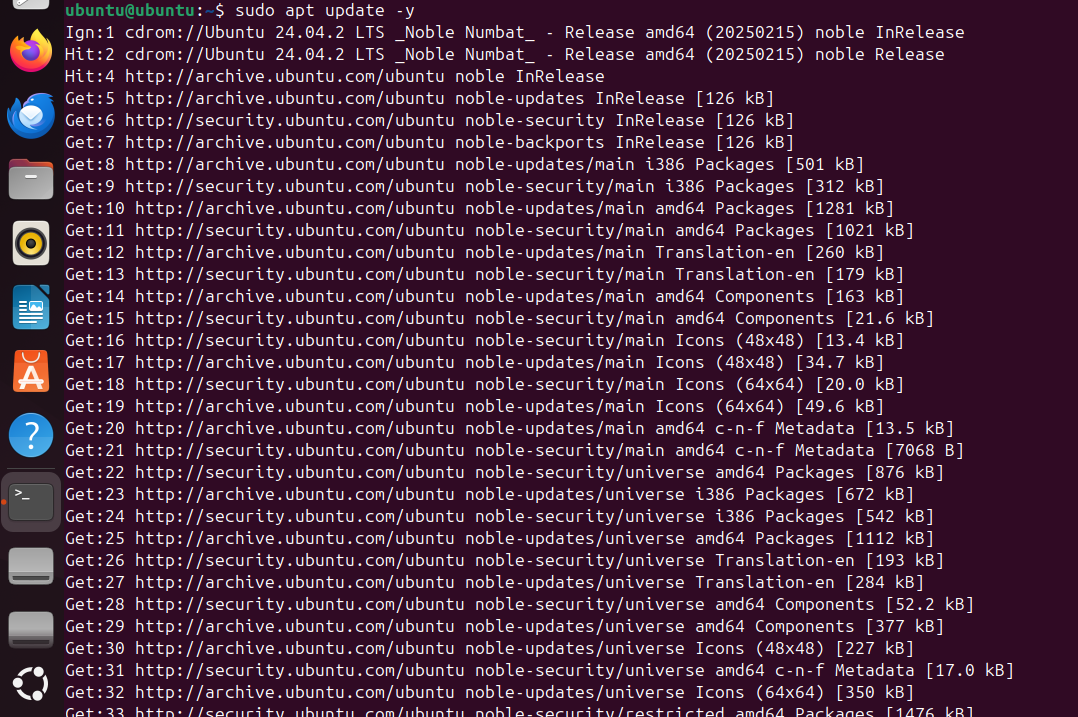 ubuntu@ubuntu:~$ sudo apt update -y
Ign:1 cdrom://Ubuntu 24.04.2 LTS _Noble Numbat_ - Release amd64 (20250215) noble InRelease
Hit:2 cdrom://Ubuntu 24.04.2 LTS _Noble Numbat_ - Release amd64 (20250215) noble Release
Hit:4 http://archive.ubuntu.com/ubuntu noble InRelease
Get:5 http://archive.ubuntu.com/ubuntu noble-updates InRelease [126 kB]
Get:6 http://security.ubuntu.com/ubuntu noble-security InRelease [126 kB]
Get:7 http://archive.ubuntu.com/ubuntu noble-backports InRelease [126 kB]
Get:8 http://archive.ubuntu.com/ubuntu noble-updates/main i386 Packages [501 kB]
Get:9 http://security.ubuntu.com/ubuntu noble-security/main i386 Packages [312 kB]
Get:10 http://archive.ubuntu.com/ubuntu noble-updates/main amd64 Packages [1281 kB]
Get:11 http://security.ubuntu.com/ubuntu noble-security/main amd64 Packages [1021 kB]
Get:12 http://archive.ubuntu.com/ubuntu noble-updates/main Translation-en [260 kB]
Get:13 http://security.ubuntu.com/ubuntu noble-security/main Translation-en [179 kB]
Get:14 http://archive.ubuntu.com/ubuntu noble-updates/main amd64 Components [163 kB]
Get:15 http://security.ubuntu.com/ubuntu noble-security/main amd64 Components [21.6 kB]
Get:16 http://security.ubuntu.com/ubuntu noble-security/main Icons (48x48) [13.4 kB]
Get:17 http://archive.ubuntu.com/ubuntu noble-updates/main Icons (48x48) [34.7 kB]
Get:18 http://security.ubuntu.com/ubuntu noble-security/main Icons (64x64) [20.0 kB]
Get:19 http://archive.ubuntu.com/ubuntu noble-updates/main Icons (64x64) [49.6 kB]
Get:20 http://archive.ubuntu.com/ubuntu noble-updates/main amd64 c-n-f Metadata [13.5 kB]
Get:21 http://security.ubuntu.com/ubuntu noble-security/main amd64 c-n-f Metadata [7068 B]
Get:22 http://security.ubuntu.com/ubuntu noble-security/universe amd64 Packages [876 kB]
Get:23 http://archive.ubuntu.com/ubuntu noble-updates/universe i386 Packages [672 kB]
Get:24 http://security.ubuntu.com/ubuntu noble-security/universe i386 Packages [542 kB]
Get:25 http://archive.ubuntu.com/ubuntu noble-updates/universe amd64 Packages [1112 kB]
Get:26 http://security.ubuntu.com/ubuntu noble-security/universe Translation-en [193 kB]
Get:27 http://archive.ubuntu.com/ubuntu noble-updates/universe Translation-en [284 kB]
Get:28 http://security.ubuntu.com/ubuntu noble-security/universe amd64 Components [52.2 kB]
Get:29 http://archive.ubuntu.com/ubuntu noble-updates/universe amd64 Components [377 kB]
Get:30 http://archive.ubuntu.com/ubuntu noble-updates/universe Icons (48x48) [227 kB]
Get:31 http://security.ubuntu.com/ubuntu noble-security/universe amd64 c-n-f Metadata [17.0 kB]
Get:32 http://archive.ubuntu.com/ubuntu noble-updates/universe Icons (64x64) [350 kB]
Get:33 http://security.ubuntu.com/ubuntu noble-security/restricted amd64 Packages [1476 kB]